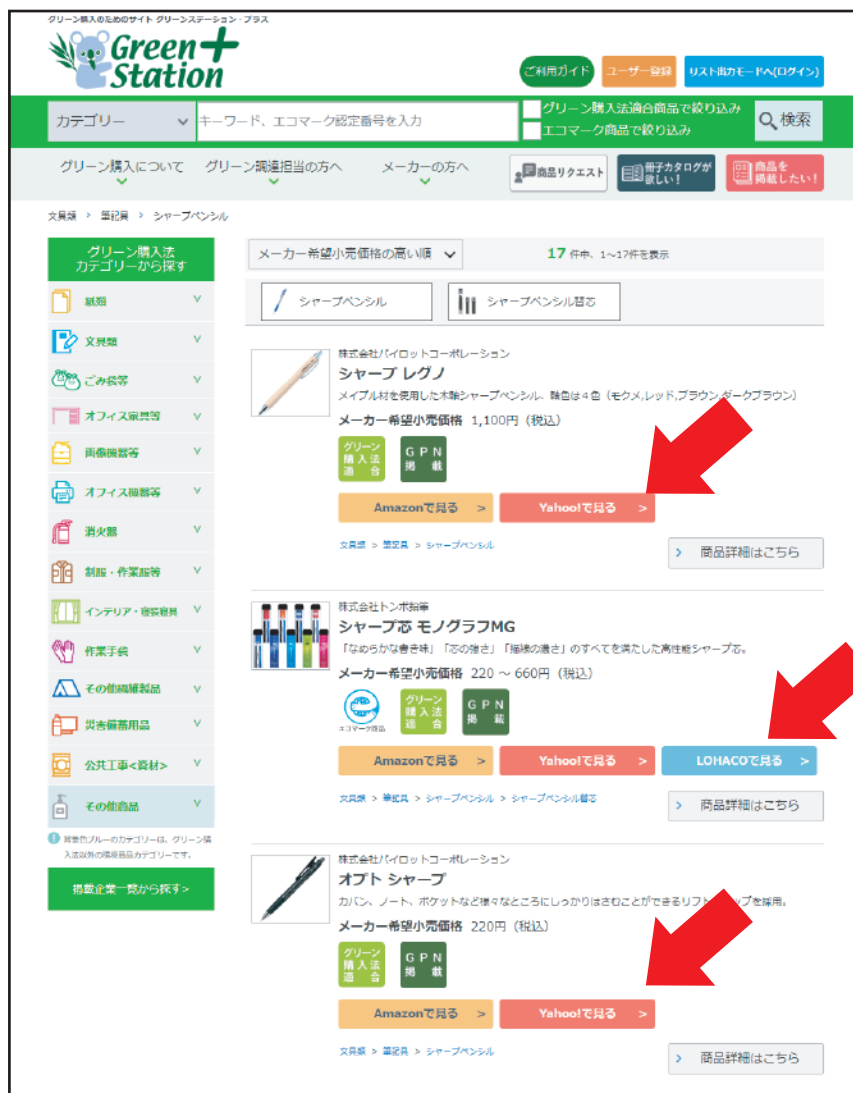 グリーン購入のためのサイト グリーンステーション・プラス
Green+
Station
ご利用ガイド
ユーザー登録
リスト出力モードへ(ログイン)
カテゴリー
キーワード、エコマーク認定番号を入力
グリーン購入法適合商品で絞り込み
エコマーク商品で絞り込み
検索
グリーン購入について
グリーン調達担当の方へ
メーカーの方へ
商品リクエスト
冊子カタログが
欲しい!
商品を
掲載したい!
文具類 > 筆記具 > シャープペンシル
グリーン購入法
カテゴリーから探す
紙類
文具類
ごみ袋等
オフィス家具等
画像機器等
オフィス機器等
消火器
制服・作業服等
インテリア・寝装寝具
作業手袋
その他繊維製品
災害備蓄用品
公共工事<資材>
その他商品
背景色ブルーのカテゴリーは、グリーン購
入法以外の環境商品カテゴリーです。
掲載企業一覧から探す>
メーカー希望小売価格の高い順
17 件中、1~17件を表示
シャープペンシル
シャープペンシル替芯
株式会社パイロットコーポレーション
シャープ レグノ
メイプル材を使用した木軸シャープペンシル、軸色は4色(モクメ,レッド,ブラウン,ダークブラウン)
メーカー希望小売価格 1,100円(税込)
グリーン
購入法
適 合
GPN
掲 載
Amazonで見る >
Yahoo!で見る >
文具類 > 筆記具 > シャープペンシル
> 商品詳細はこちら
株式会社トンボ鉛筆
シャープ芯 モノグラフMG
「なめらかな書き味」「芯の強さ」「描線の濃さ」のすべてを満たした高性能シャープ芯。
メーカー希望小売価格 220 ~ 660円(税込)
エコマーク商品
グリーン
購入法
適 合
GPN
掲 載
Amazonで見る >
Yahoo!で見る >
LOHACOで見る >
文具類 > 筆記具 > シャープペンシル > シャープペンシル替芯
> 商品詳細はこちら
株式会社パイロットコーポレーション
オプト シャープ
カバン、ノート、ポケットなど様々なところにしっかりはさむことができるリフト
ップを採用。
メーカー希望小売価格 220円(税込)
グリーン
購入法
適 合
GPN
掲 載
Amazonで見る >
Yahoo!で見る >
文具類 > 筆記具 > シャープペンシル
> 商品詳細はこちら